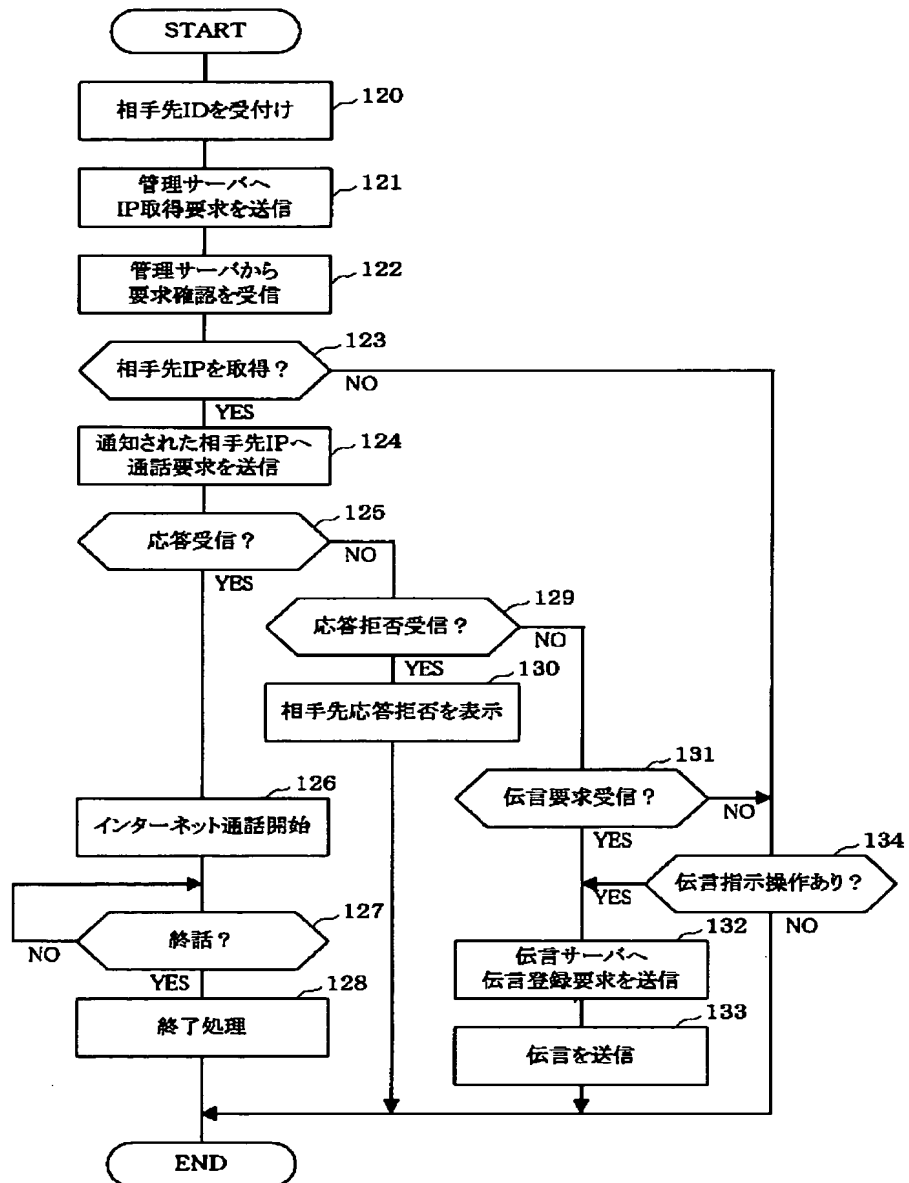 START
相手先IDを受付け
120
管理サーバへ
IP取得要求を送信
121
管理サーバから
要求確認を受信
122
相手先IPを取得？
123
NO
YES
通知された相手先IPへ
通話要求を送信
124
応答受信？
125
NO
YES
応答拒否受信？
129
NO
YES
130
相手先応答拒否を表示
131
伝言要求受信？
NO
YES
126
インターネット通話開始
134
伝言指示操作あり？
YES
NO
127
終話？
NO
YES
132
伝言サーバへ
伝言登録要求を送信
128
終了処理
133
伝言を送信
END